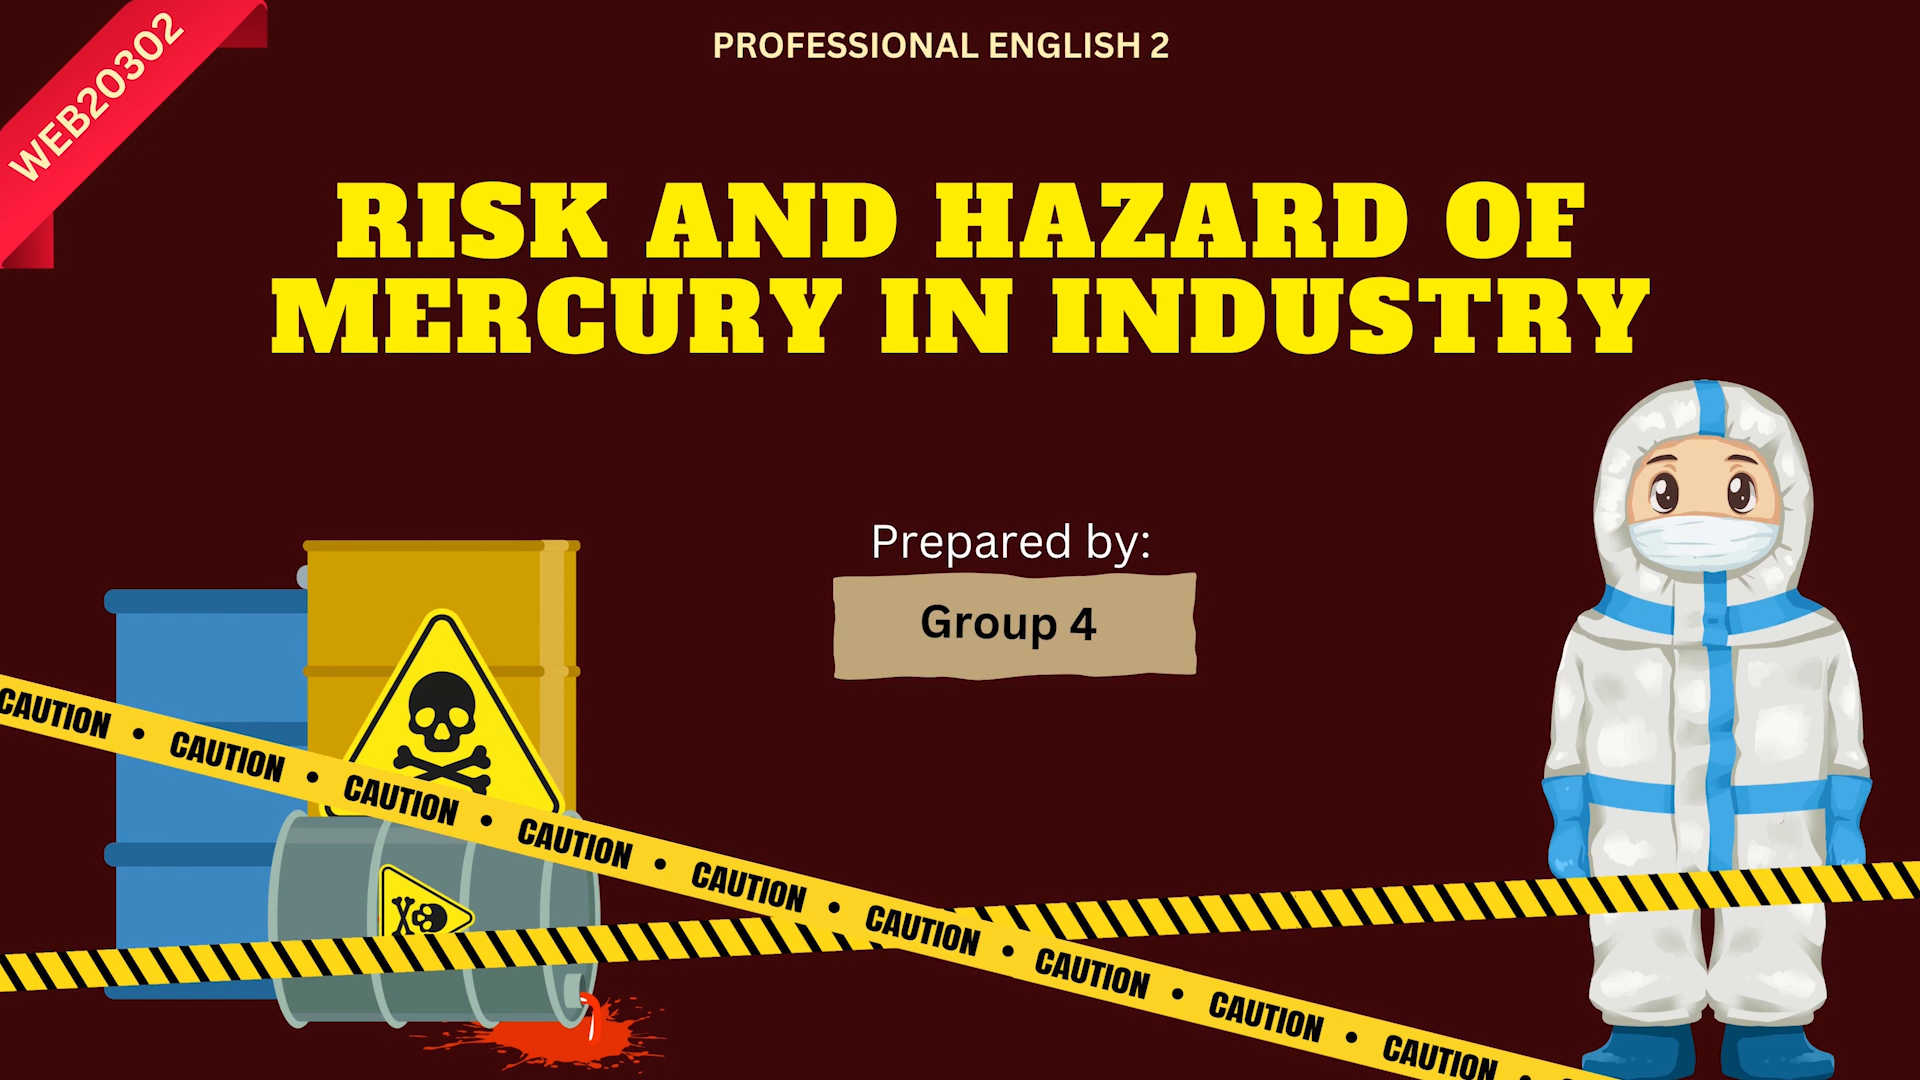 WEB20302
PROFESSIONAL ENGLISH 2
RISK AND HAZARD OF
MERCURY IN INDUSTRY
Prepared by:
Group 4
CAUTION • CAUTION • CAUTION • CAUTION • CAUTION • CAUTION • CAUTION • CAUTION • CAUTION •